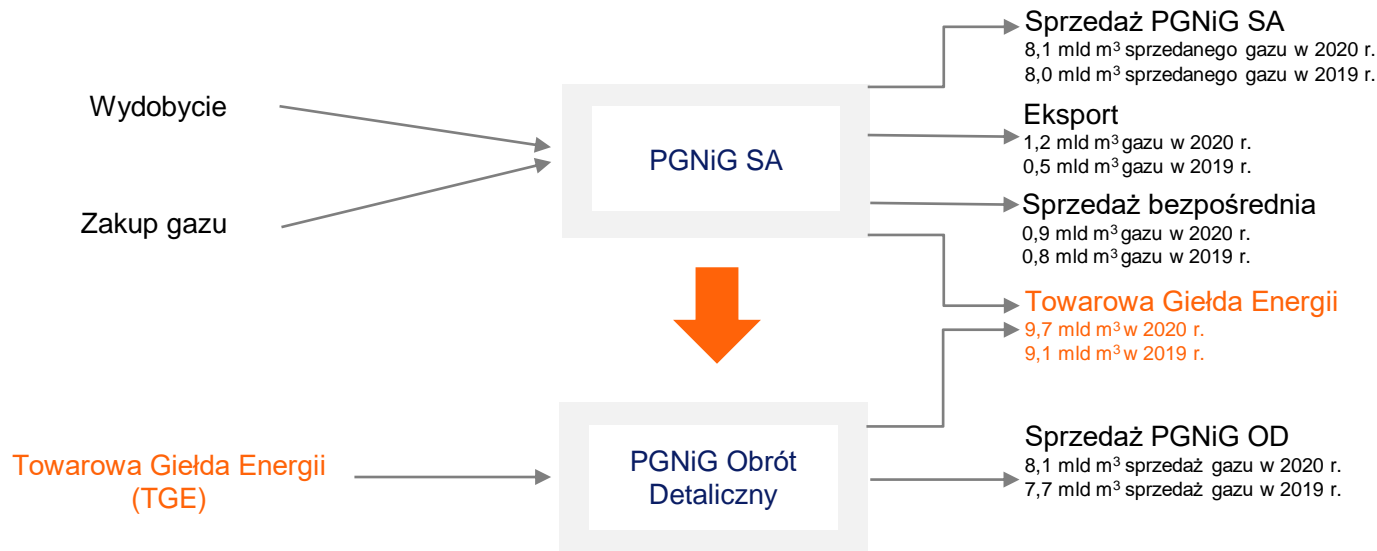 Wydobycie
Zakup gazu
PGNiG SA
Sprzedaż PGNiG SA
8,1 mld m³ sprzedanego gazu w 2020 r.
8,0 mld m³ sprzedanego gazu w 2019 r.
Eksport
1,2 mld m³ gazu w 2020 r.
0,5 mld m³ gazu w 2019 r.
Sprzedaż bezpośrednia
0,9 mld m³ gazu w 2020 r.
0,8 mld m³ gazu w 2019 r.
Towarowa Giełda Energii
9,7 mld m³ w 2020 r.
9,1 mld m³ w 2019 r.
Towarowa Giełda Energii
(TGE)
PGNiG Obrót
Detaliczny
Sprzedaż PGNiG OD
8,1 mld m³ sprzedaż gazu w 2020 r.
7,7 mld m³ sprzedaż gazu w 2019 r.